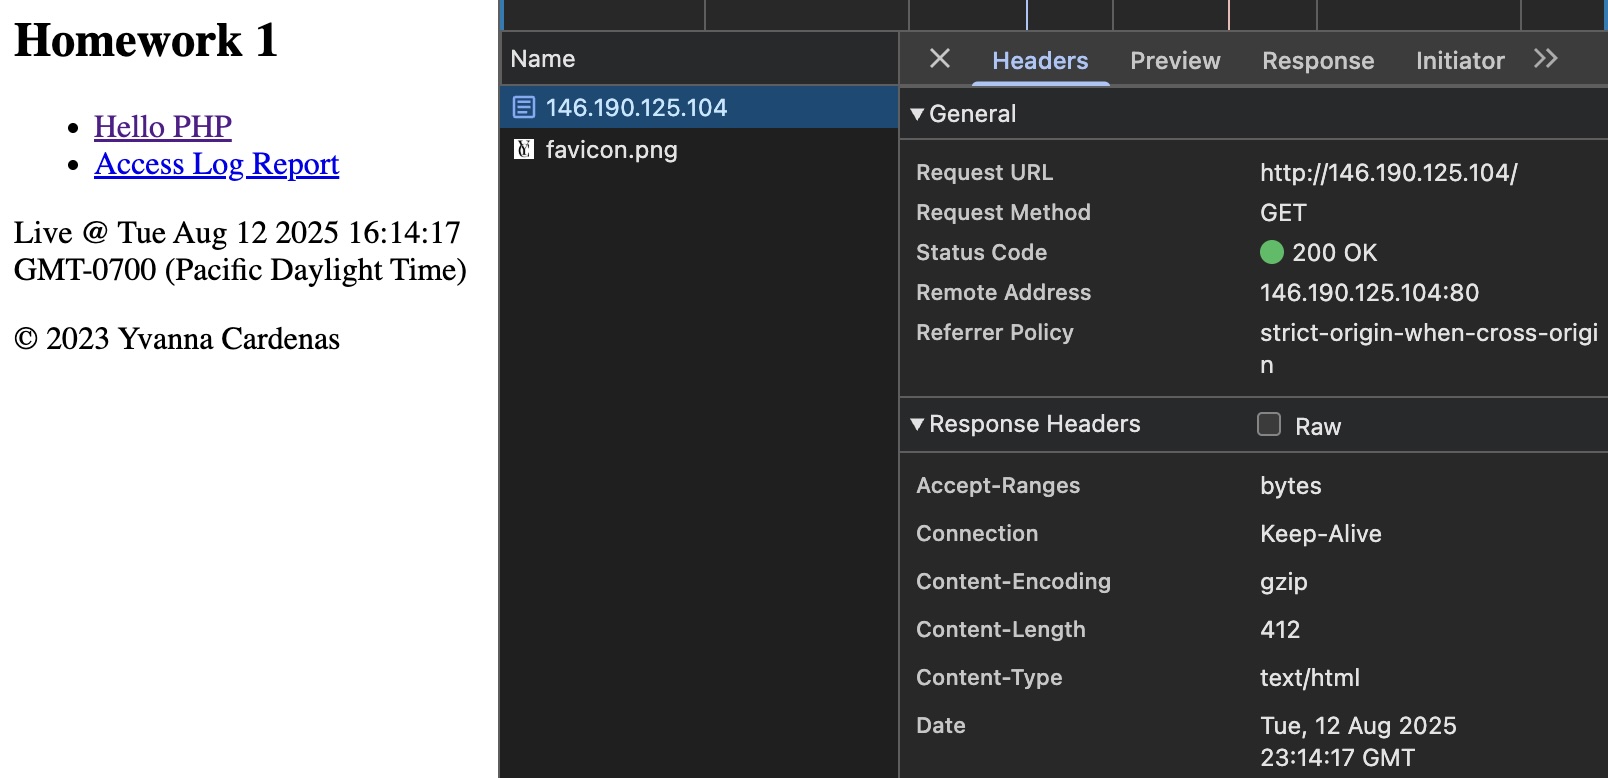 Homework 1
Hello PHP
Access Log Report
Live @ Tue Aug 12 2025 16:14:17
GMT-0700 (Pacific Daylight Time)
© 2023 Yvanna Cardenas
Name
146.190.125.104
favicon.png
Headers Preview Response Initiator
General
Request URL http://146.190.125.104/
Request Method GET
Status Code 200 OK
Remote Address 146.190.125.104:80
Referrer Policy strict-origin-when-cross-origi
n
Response Headers Raw
Accept-Ranges bytes
Connection Keep-Alive
Content-Encoding gzip
Content-Length 412
Content-Type text/html
Date Tue, 12 Aug 2025
23:14:17 GMT